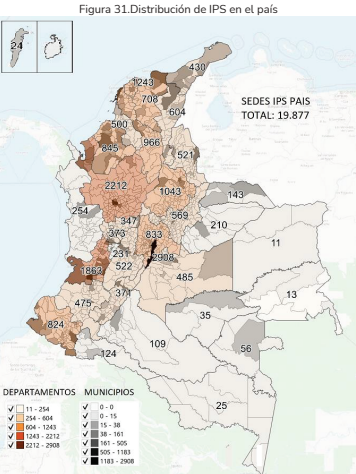 Figura 31.Distribución de IPS en el país
24
430
1243
708
SEDES IPS PAIS
TOTAL: 19.877
604
500
966
845
521
2212
1043
143
254
569
347
210
373
833
11
231
2908
1862
522
485
13
475
371
35
824
109
56
124
25
DEPARTAMENTOS
11 - 254
254 - 604
604 - 1243
1243 - 2212
2212 - 2908
MUNICIPIOS
0 - 0
0 - 15
15 - 38
38 - 161
161 - 505
505 - 1183
1183 - 2908